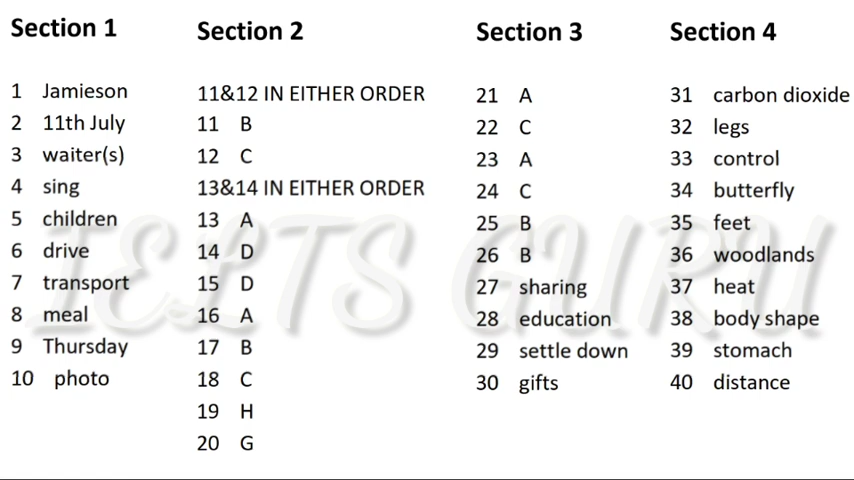 Section 1
1 Jamieson
2 11th July
3 waiter(s)
4 sing
5 children
6 drive
7 transport
8 meal
9 Thursday
10 photo
Section 2
11&12 IN EITHER ORDER
11 B
12 C
13&14 IN EITHER ORDER
13 A
14 D
15 D
16 A
17 B
18 C
19 H
20 G
Section 3
21 A
22 C
23 A
24 C
25 B
26 B
27 sharing
28 education
29 settle down
30 gifts
Section 4
31 carbon dioxide
32 legs
33 control
34 butterfly
35 feet
36 woodlands
37 heat
38 body shape
39 stomach
40 distance
IELTS GURU